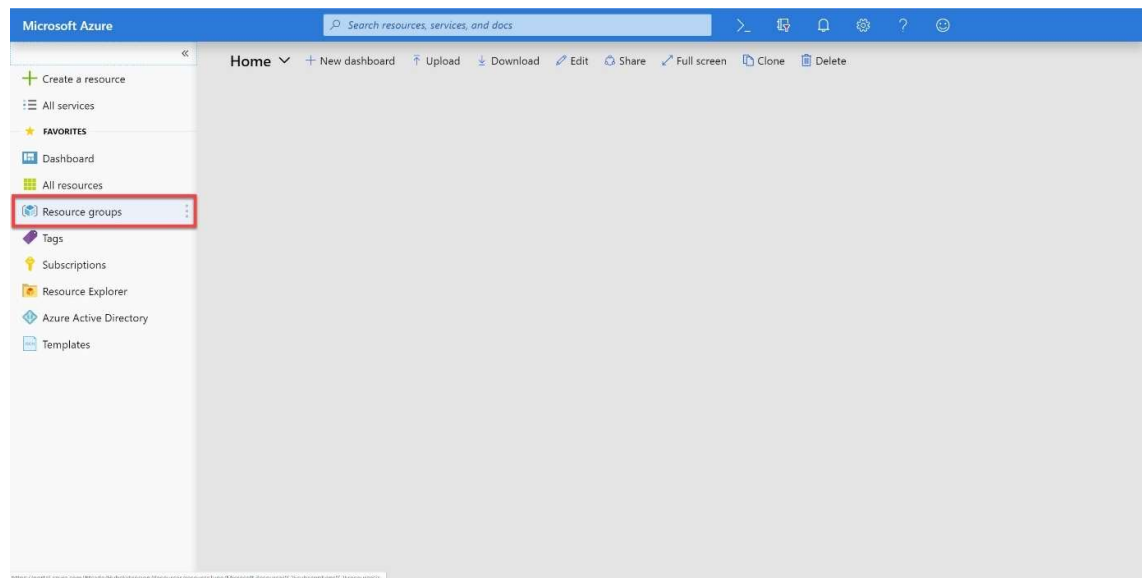 Microsoft Azure
Search resources, services, and docs
Home
New dashboard
Upload
Download
Edit
Share
Full screen
Clone
Delete
Create a resource
All services
FAVORITES
Dashboard
All resources
Resource groups
Tags
Subscriptions
Resource Explorer
Azure Active Directory
Templates